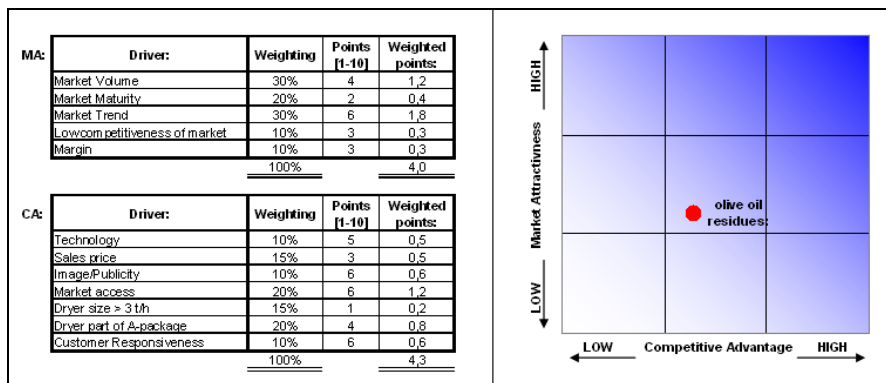 MA: Driver: Weighting Points [1-10] Weighted points:
Market Volume 30% 4 1,2
Market Maturity 20% 2 0,4
Market Trend 30% 6 1,8
Lowcompetitiveness of market 10% 3 0,3
Margin 10% 3 0,3
100% 4,0
CA: Driver: Weighting Points [1-10] Weighted points:
Technology 10% 5 0,5
Sales price 15% 3 0,5
Image/Publicity 10% 6 0,6
Market access 20% 6 1,2
Dryer size > 3 t/h 15% 1 0,2
Dryer part of A-package 20% 4 0,8
Customer Responsiveness 10% 6 0,6
100% 4,3
HIGH
Market Attractivness
LOW
olive oil
residues:
LOW Competitive Advantage HIGH